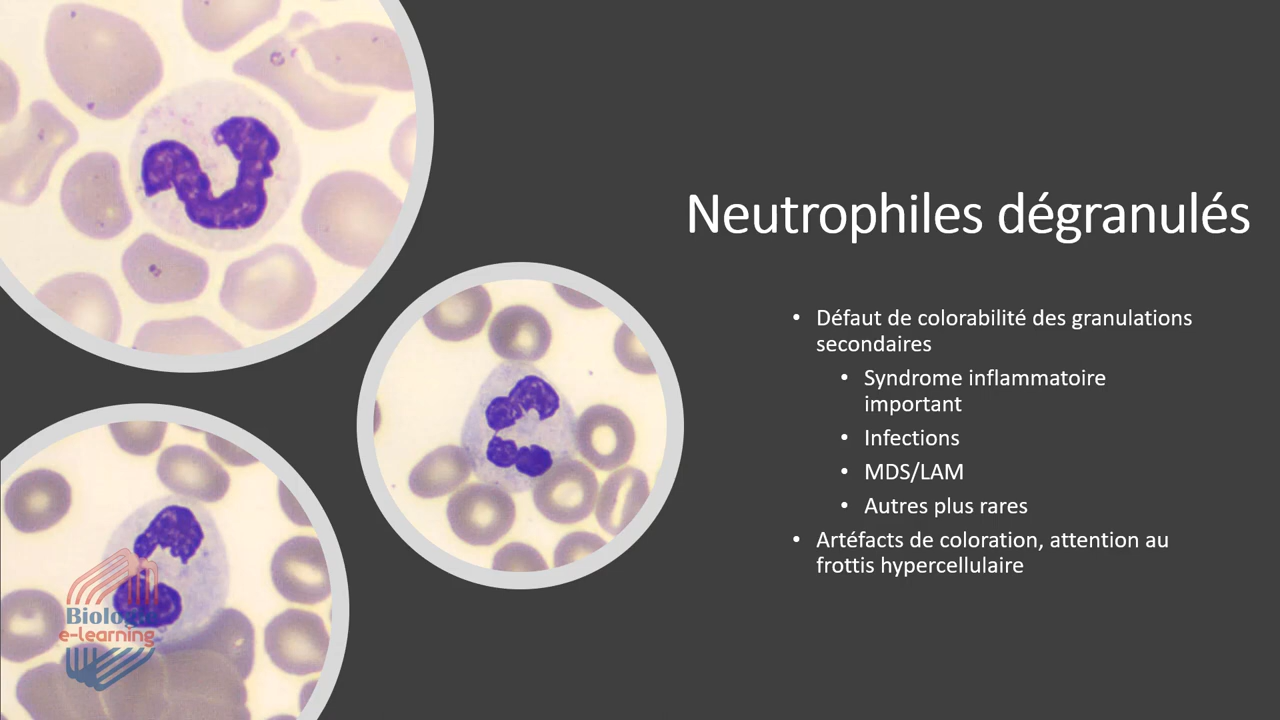 Neutrophiles dégranulés
• Défaut de colorabilité des granulations
secondaires
• Syndrome inflammatoire
important
• Infections
• MDS/LAM
• Autres plus rares
• Artéfacts de coloration, attention au
frottis hypercellulaire
Biologie
e-learning